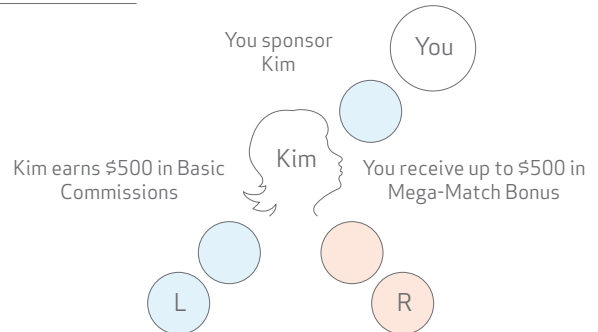 You sponsor
Kim
You
Kim
Kim earns $500 in Basic
Commissions
You receive up to $500 in
Mega-Match Bonus
L
R